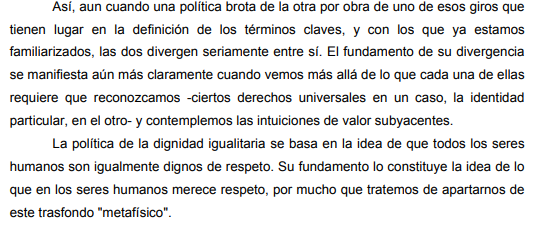 Así, aun cuando una política brota de la otra por obra de uno de esos giros que
tienen lugar en la definición de los términos claves, y con los que ya estamos
familiarizados, las dos divergen seriamente entre sí. El fundamento de su divergencia
se manifiesta aún más claramente cuando vemos más allá de lo que cada una de ellas
requiere que reconozcamos -ciertos derechos universales en un caso, la identidad
particular, en el otro- y contemplemos las intuiciones de valor subyacentes.
La política de la dignidad igualitaria se basa en la idea de que todos los seres
humanos son igualmente dignos de respeto. Su fundamento lo constituye la idea de lo
que en los seres humanos merece respeto, por mucho que tratemos de apartarnos de
este trasfondo "metafísico".